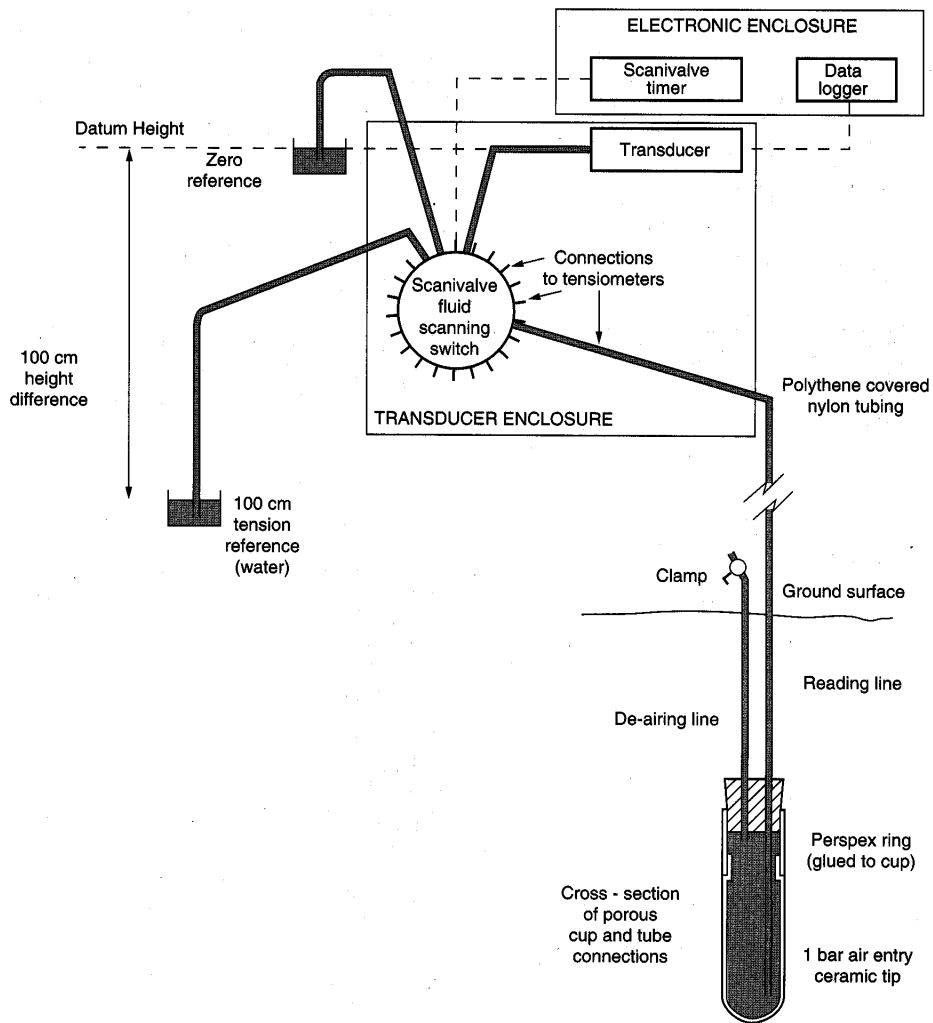 ELECTRONIC ENCLOSURE
Scanivalve
timer
Data
logger
Datum Height
Zero
reference
Transducer
Connections
to tensiometers
Scanivalve
fluid
scanning
switch
100 cm
height
difference
TRANSDUCER ENCLOSURE
Polythene covered
nylon tubing
100 cm
tension
reference
(water)
Clamp
Ground surface
Reading line
De-airing line
Perspex ring
(glued to cup)
Cross - section
of porous
cup and tube
connections
1 bar air entry
ceramic tip